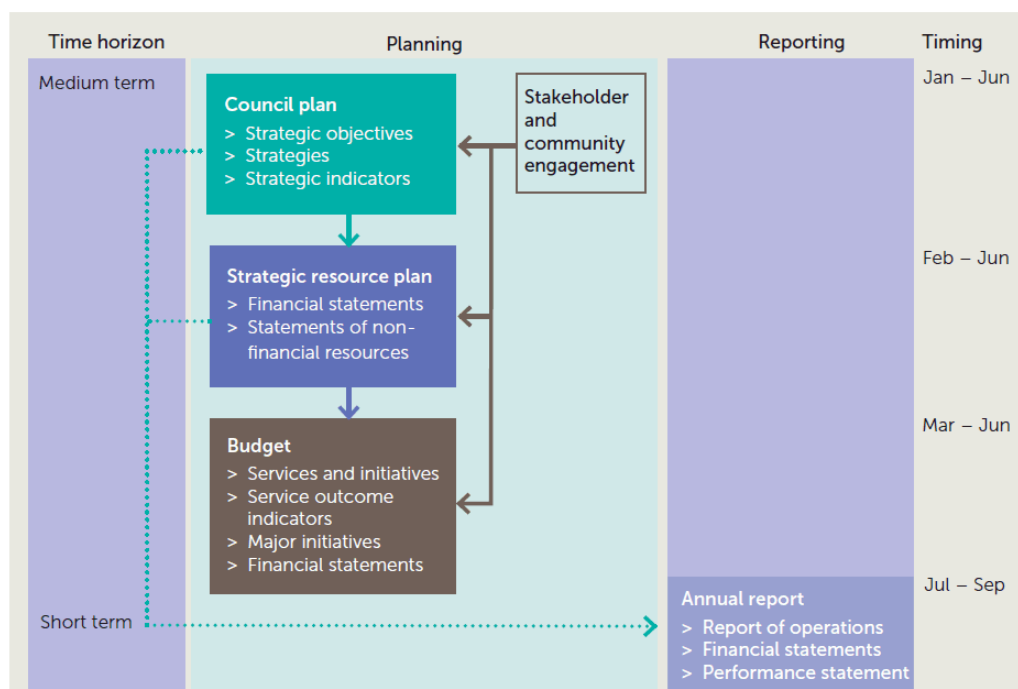 Time horizon
Planning
Reporting
Timing
Medium term
Council plan
> Strategic objectives
> Strategies
> Strategic indicators
Stakeholder
and
community
engagement
Jan – Jun
Strategic resource plan
> Financial statements
> Statements of non-
financial resources
Feb – Jun
Budget
> Services and initiatives
> Service outcome
indicators
> Major initiatives
> Financial statements
Mar – Jun
Short term
Annual report
> Report of operations
> Financial statements
> Performance statement
Jul – Sep